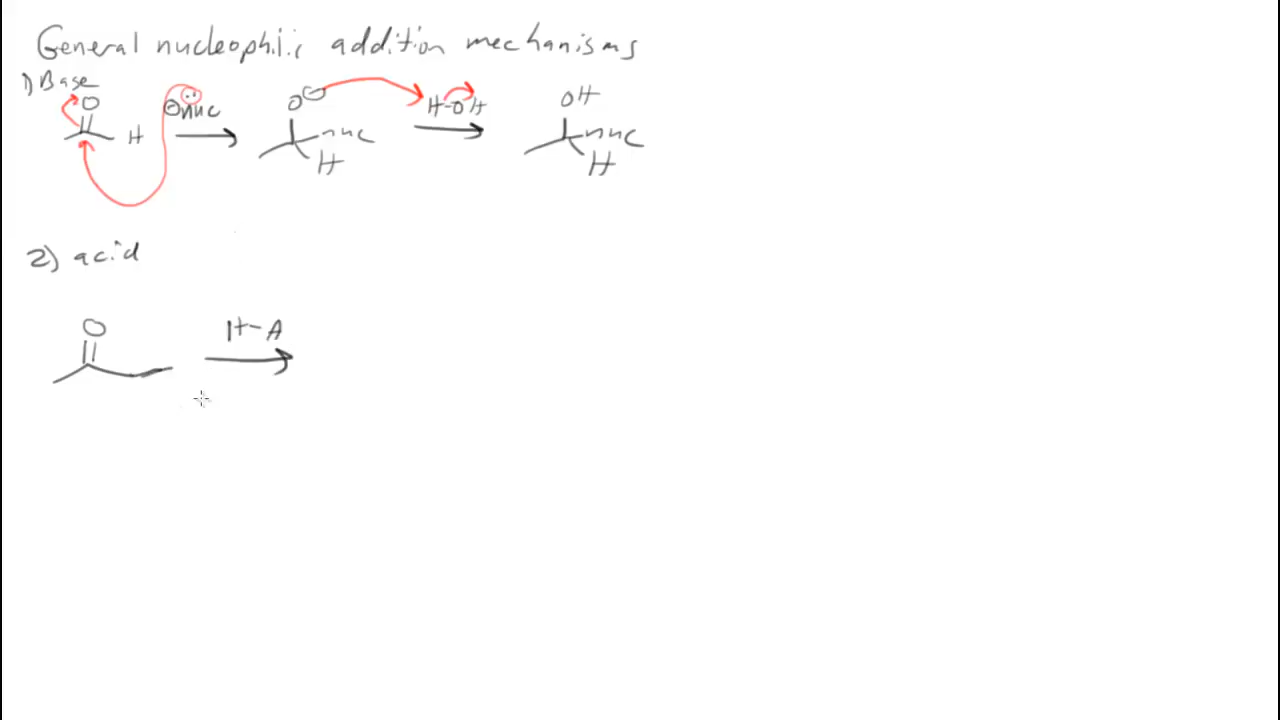 General nucleophilic addition mechanisms
1) Base
O H ⊖nuc O⊖ nuc H H-OH OH nuc H
2) acid
O H-A